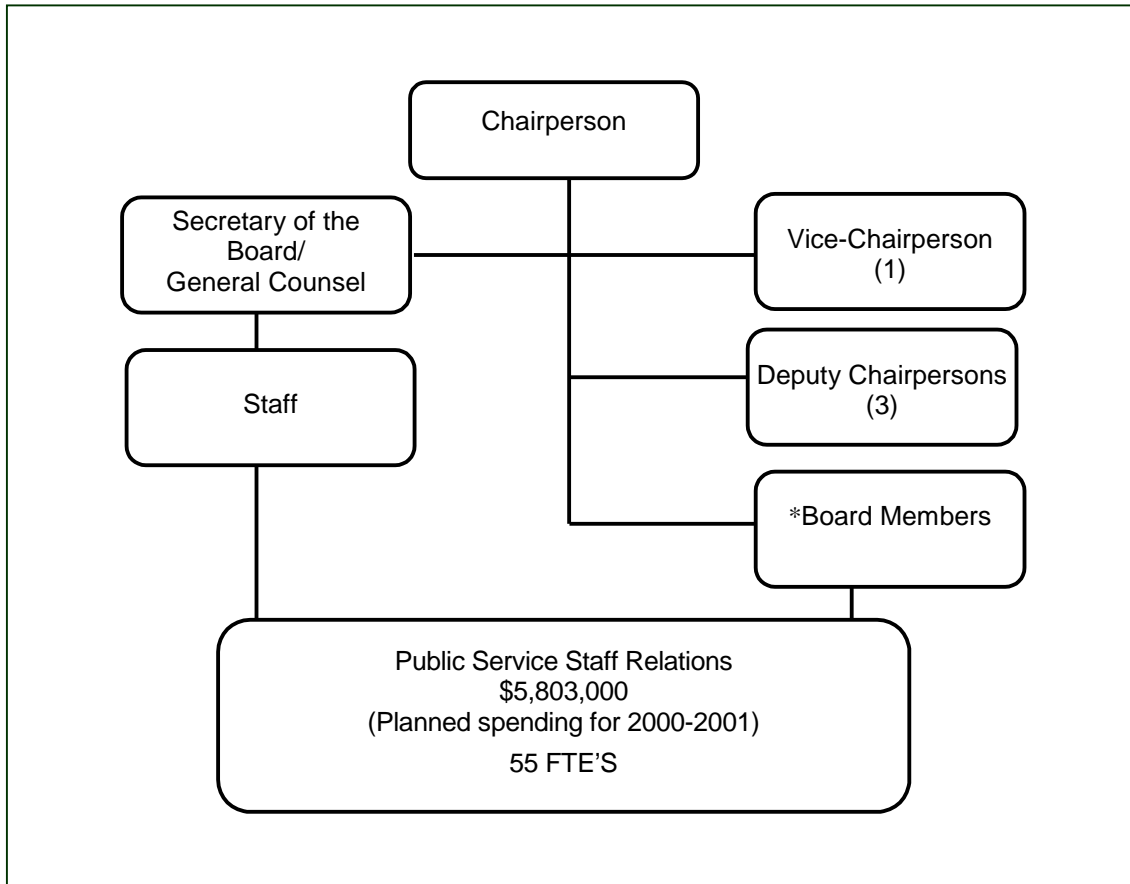 Chairperson
Secretary of the
Board/
General Counsel
Vice-Chairperson
(1)
Staff
Deputy Chairpersons
(3)
*Board Members
Public Service Staff Relations
$5,803,000
(Planned spending for 2000-2001)
55 FTE’S